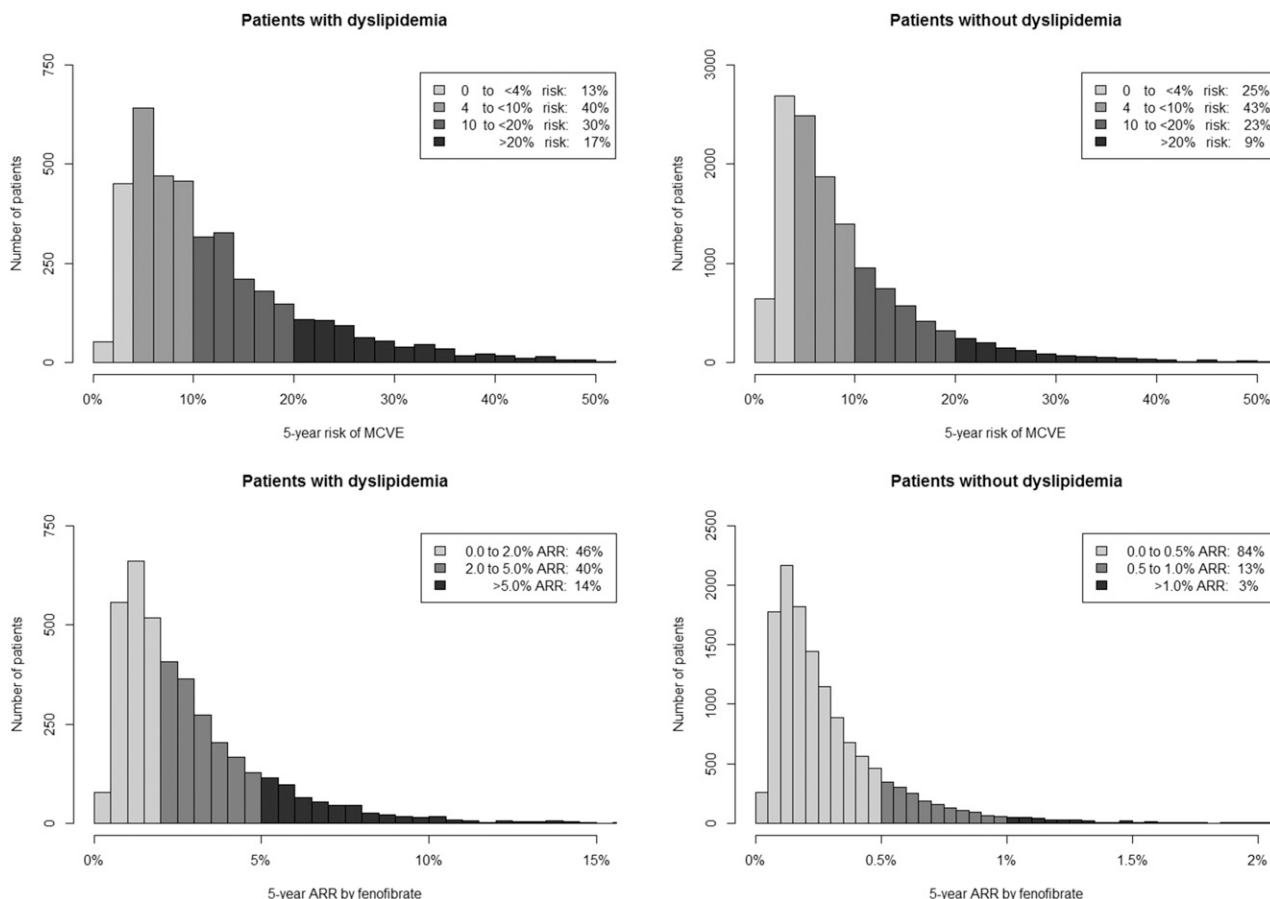 Patients with dyslipidemia
Number of patients
750
500
250
0
0 to <4% risk: 13%
4 to <10% risk: 40%
10 to <20% risk: 30%
>20% risk: 17%
0% 10% 20% 30% 40% 50%
5-year risk of MCVE
Patients without dyslipidemia
Number of patients
3000
2000
1000
0
0 to <4% risk: 25%
4 to <10% risk: 43%
10 to <20% risk: 23%
>20% risk: 9%
0% 10% 20% 30% 40% 50%
5-year risk of MCVE
Patients with dyslipidemia
Number of patients
750
500
250
0
0.0 to 2.0% ARR: 46%
2.0 to 5.0% ARR: 40%
>5.0% ARR: 14%
0% 5% 10% 15%
5-year ARR by fenofibrate
Patients without dyslipidemia
Number of patients
2500
2000
1500
1000
500
0
0.0 to 0.5% ARR: 84%
0.5 to 1.0% ARR: 13%
>1.0% ARR: 3%
0% 0.5% 1% 1.5% 2%
5-year ARR by fenofibrate